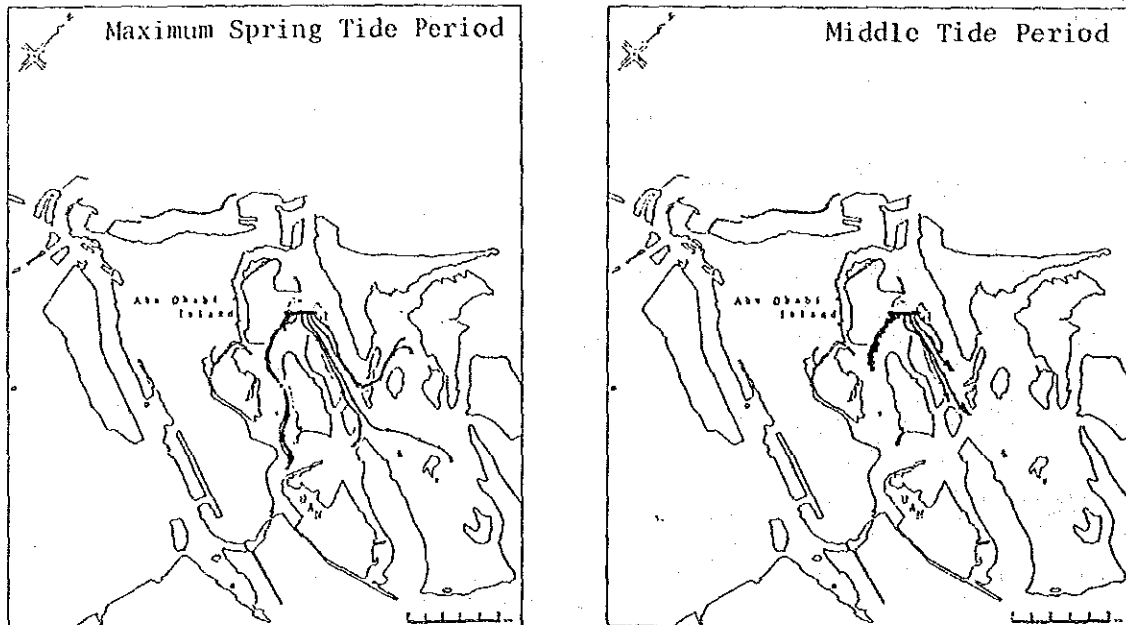 Maximum Spring Tide Period
Abu Dhabi
Island
Middle Tide Period
Abu Dhabi
Island